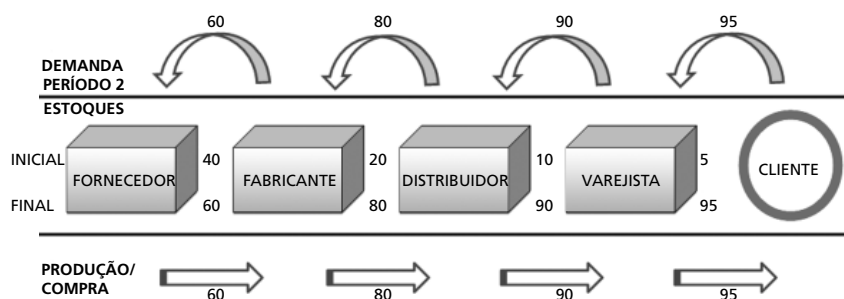 60 80 90 95
DEMANDA
PERÍODO 2
ESTOQUES
INICIAL 40 20 10 5
FORNECEDOR FABRICANTE DISTRIBUIDOR VAREJISTA CLIENTE
FINAL 60 80 90 95
PRODUÇÃO/
COMPRA
60 80 90 95